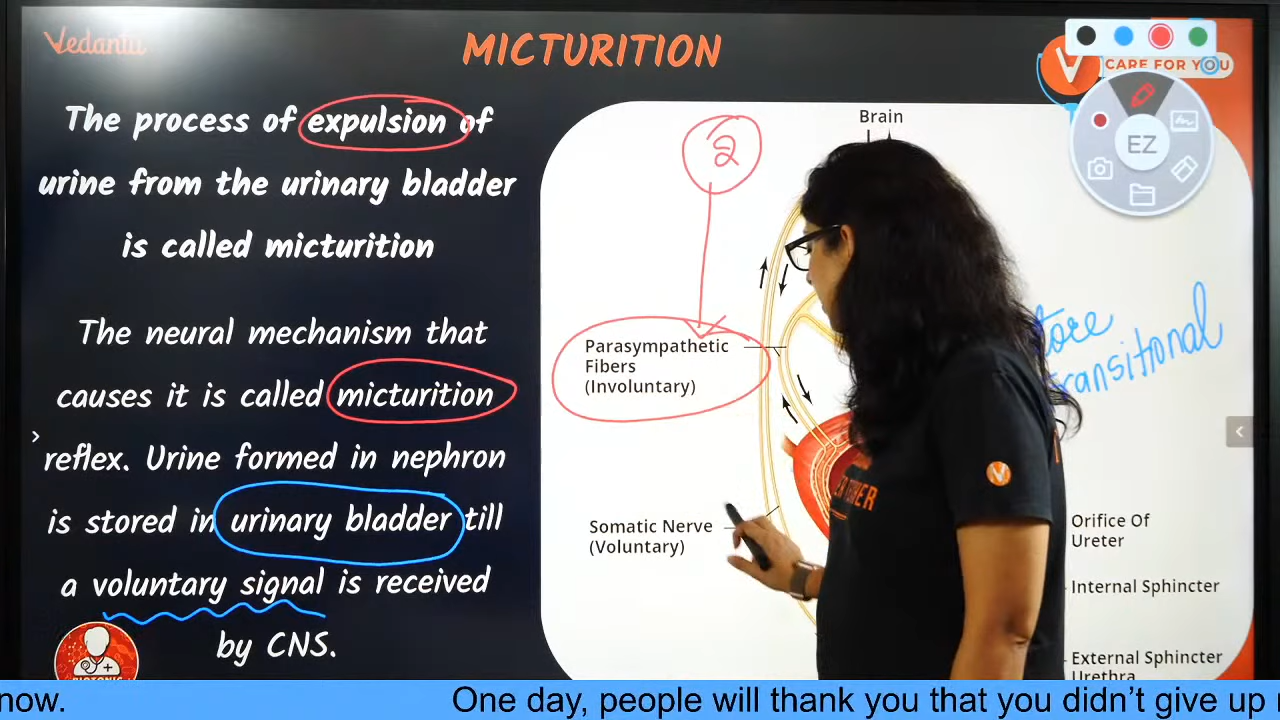 Vedantu
MICTURITION
CARE FOR YOU
EZ
The process of expulsion of
urine from the urinary bladder
is called micturition
The neural mechanism that
causes it is called micturition
reflex. Urine formed in nephron
is stored in urinary bladder till
a voluntary signal is received
by CNS.
Brain
2
Parasympathetic
Fibers
(Involuntary)
Somatic Nerve
(Voluntary)
Orifice Of
Ureter
Internal Sphincter
External Sphincter
Urethra
now.
One day, people will thank you that you didn't give up